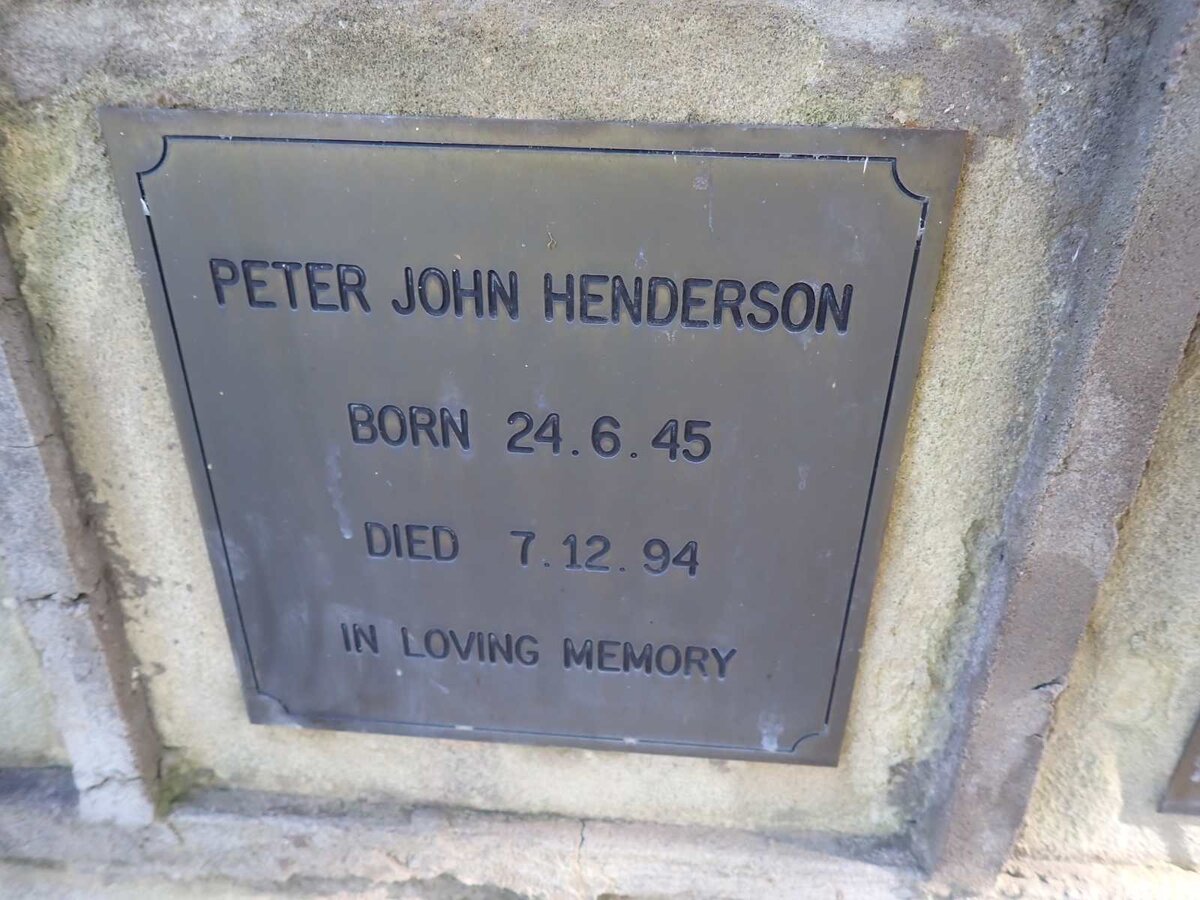 PETER JOHN HENDERSON
BORN 24.6.45
DIED 7.12.94
IN LOVING MEMORY